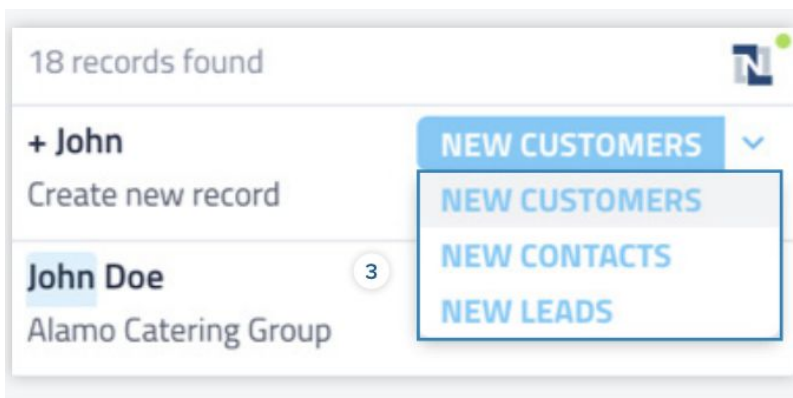 18 records found
N
+ John
NEW CUSTOMERS
Create new record
NEW CUSTOMERS
NEW CONTACTS
NEW LEADS
John Doe
3
Alamo Catering Group